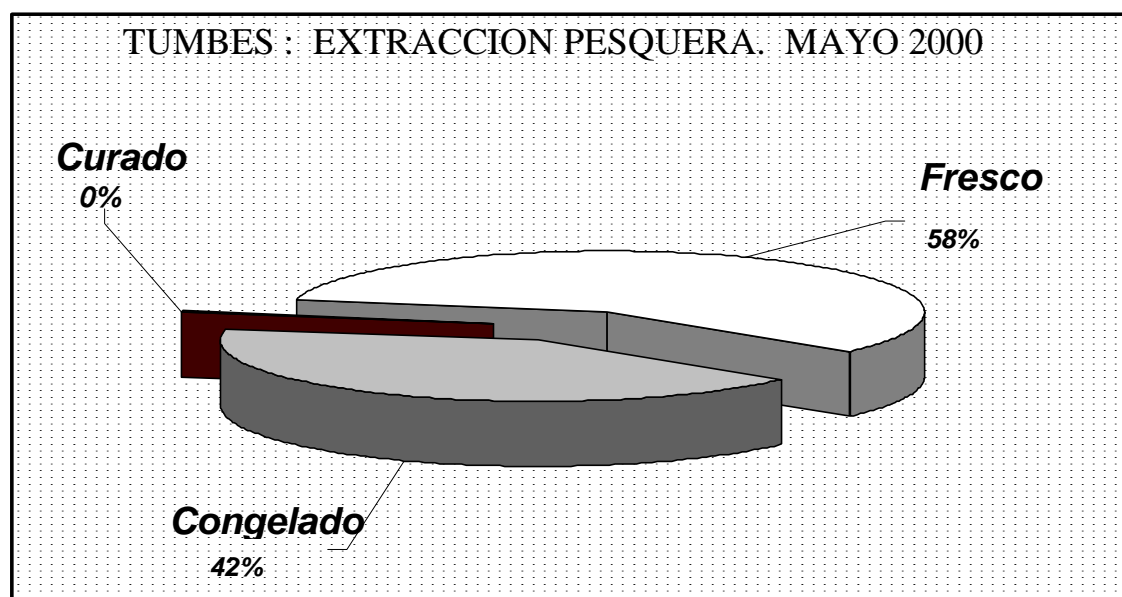 TUMBES : EXTRACCION PESQUERA. MAYO 2000
Curado
0%
Fresco
58%
Congelado
42%